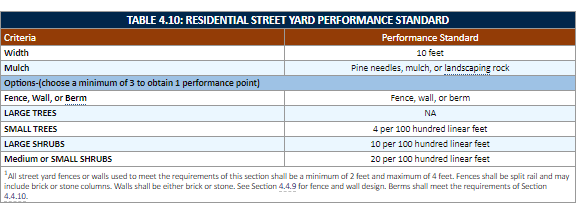 TABLE 4.10: RESIDENTIAL STREET YARD PERFORMANCE STANDARD
Criteria Performance Standard
Width 10 feet
Mulch Pine needles, mulch, or landscaping rock
Options-(choose a minimum of 3 to obtain 1 performance point)
Fence, Wall, or Berm Fence, wall, or berm
LARGE TREES NA
SMALL TREES 4 per 100 hundred linear feet
LARGE SHRUBS 10 per 100 hundred linear feet
Medium or SMALL SHRUBS 20 per 100 hundred linear feet
1All street yard fences or walls used to meet the requirements of this section shall be a minimum of 2 feet and maximum of 4 feet. Fences shall be split rail and may
include brick or stone columns. Walls shall be either brick or stone. See Section 4.4.9 for fence and wall design. Berms shall meet the requirements of Section
4.4.10.